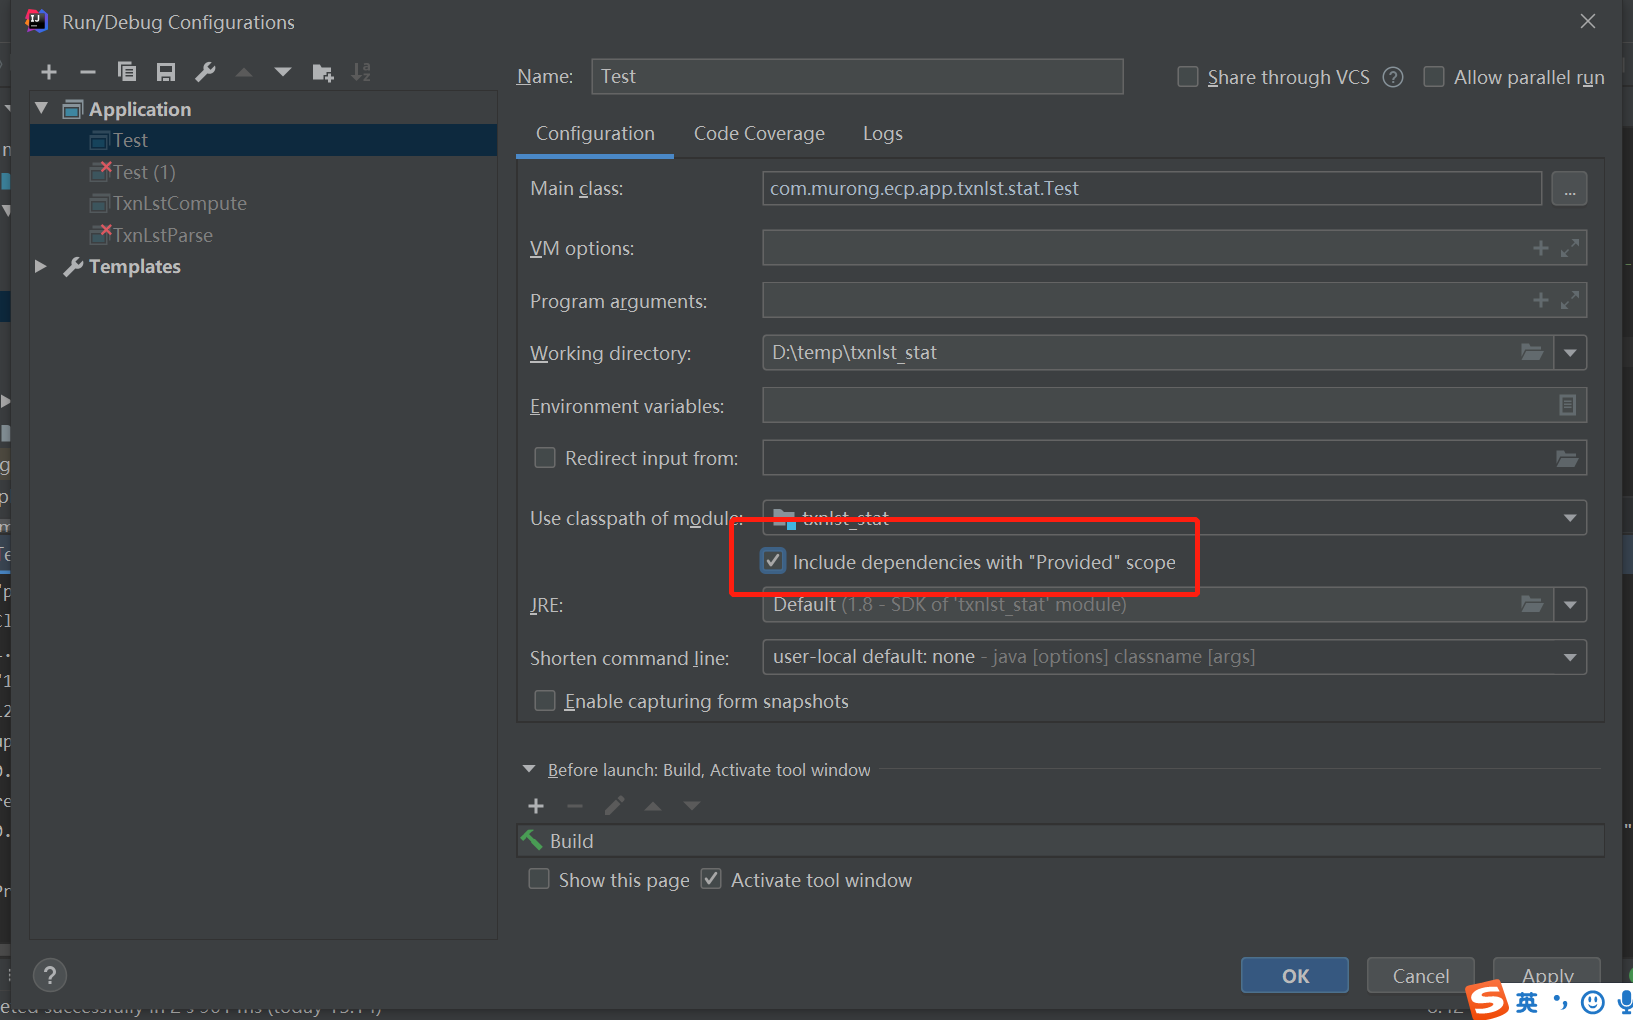 Run/Debug Configurations
Name: Test
Share through VCS ?
Allow parallel run
Application
Test
Test (1)
TxnLstCompute
TxnLstParse
Templates
Configuration
Code Coverage
Logs
Main class: com.murong.ecp.app.txnlst.stat.Test ...
VM options:
Program arguments:
Working directory: D:\temp\txnlst_stat
Environment variables:
Redirect input from:
Use classpath of module: txnlst_stat
Include dependencies with "Provided" scope
JRE: Default (1.8 - SDK of 'txnlst_stat' module)
Shorten command line: user-local default: none - java [options] classname [args]
Enable capturing form snapshots
Before launch: Build, Activate tool window
Build
Show this page
Activate tool window
?
OK
Cancel
Apply
英